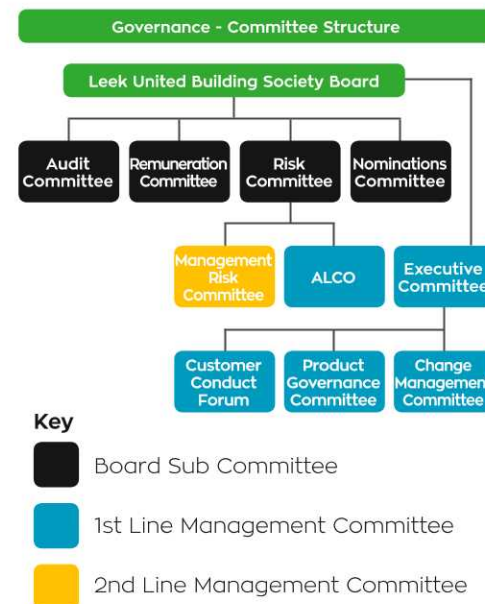 Governance - Committee Structure
Leek United Building Society Board
Audit
Committee
Remuneration
Committee
Risk
Committee
Nominations
Committee
Management
Risk
Committee
ALCO
Executive
Committee
Customer
Conduct
Forum
Product
Governance
Committee
Change
Management
Committee
Key
Board Sub Committee
1st Line Management Committee
2nd Line Management Committee